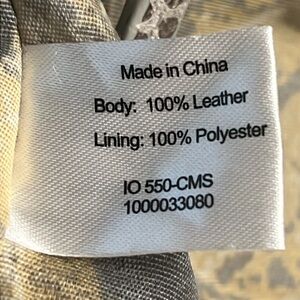 Made in China
Body: 100% Leather
Lining: 100% Polyester
IO 550-CMS
1000033080